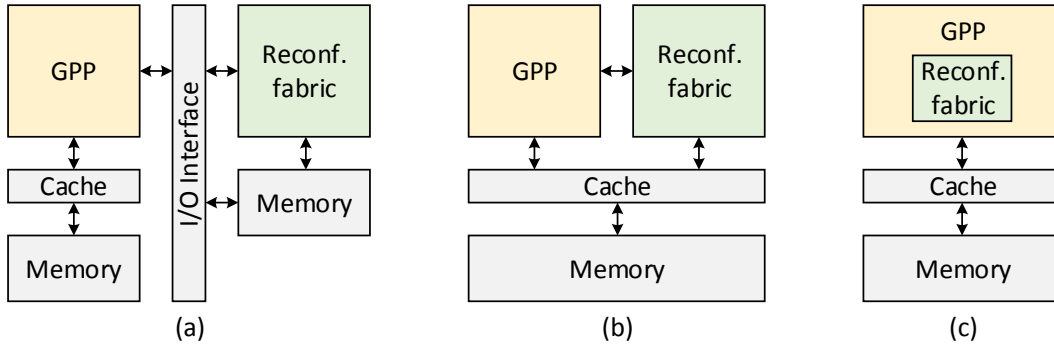 GPP
I/O Interface
Reconf.
fabric
Cache
Memory
Memory
(a)
GPP
Reconf.
fabric
Cache
Memory
(b)
GPP
Reconf.
fabric
Cache
Memory
(c)